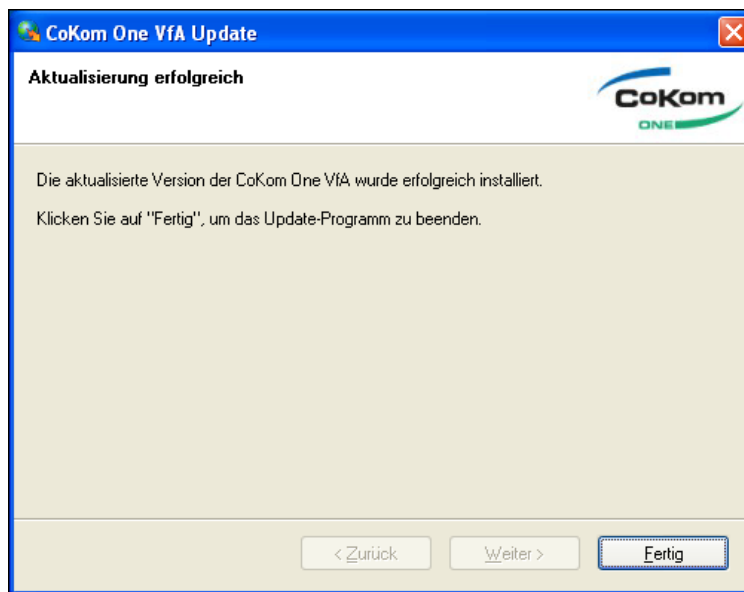 CoKom One VfA Update
Aktualisierung erfolgreich
CoKom
ONE
Die aktualisierte Version der CoKom One VfA wurde erfolgreich installiert.
Klicken Sie auf "Fertig", um das Update-Programm zu beenden.
< Zurück
Weiter >
Fertig